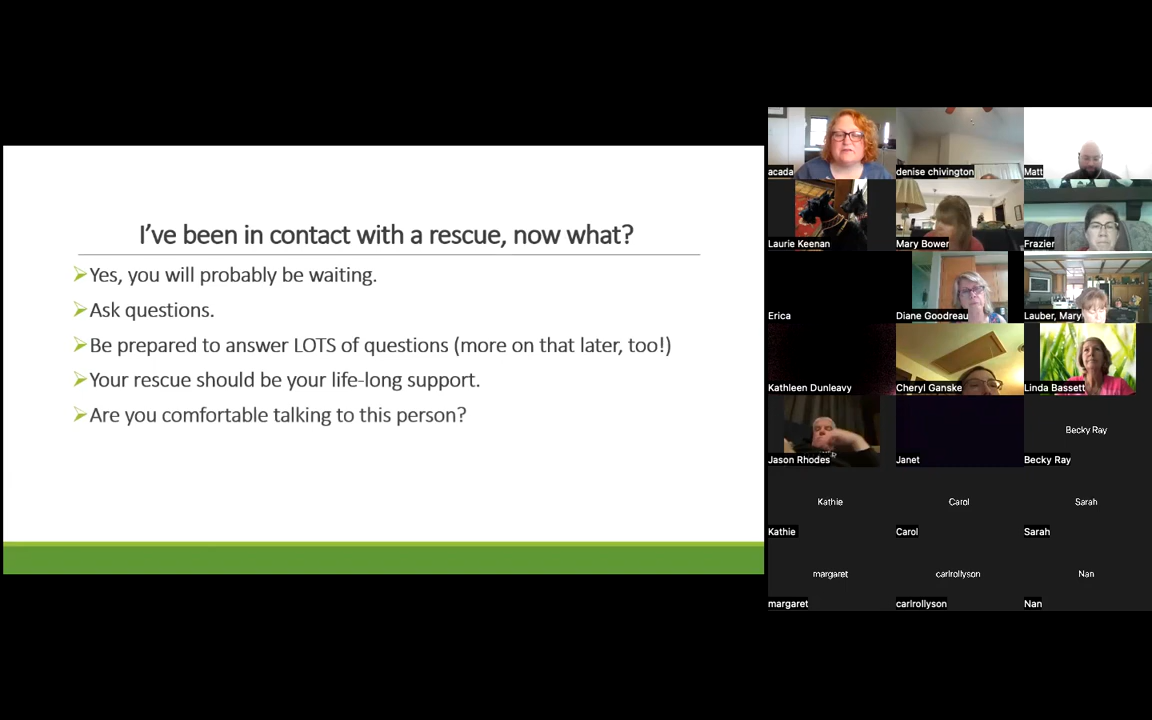 I've been in contact with a rescue, now what?
Yes, you will probably be waiting.
Ask questions.
Be prepared to answer LOTS of questions (more on that later, too!)
Your rescue should be your life-long support.
Are you comfortable talking to this person?
acada
denise chivington
Matt
Laurie Keenan
Mary Bower
Frazier
Erica
Diane Goodreau
Lauber, Mary
Kathleen Dunleavy
Cheryl Ganske
Linda Bassett
Jason Rhodes
Janet
Becky Ray
Becky Ray
Kathie
Carol
Sarah
Kathie
Carol
Sarah
margaret
carlrollyson
Nan
margaret
carlrollyson
Nan